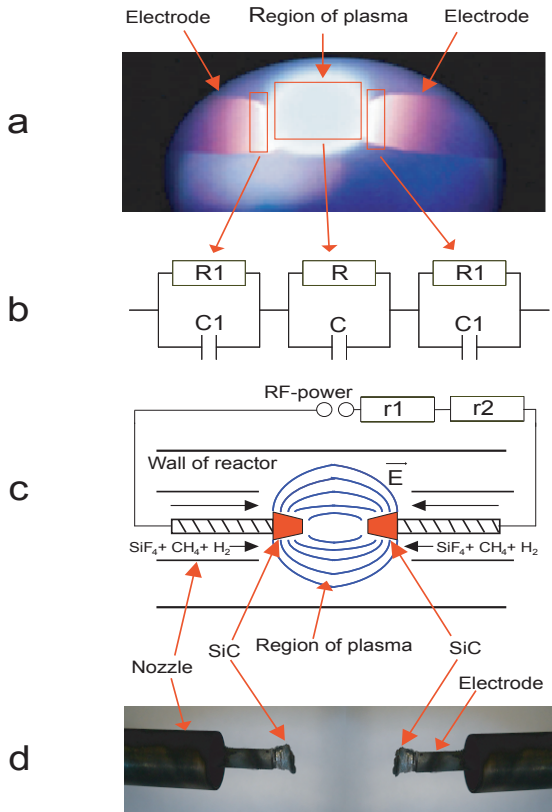 Electrode Region of plasma Electrode
a
R1 R R1
C1 C C1
b
RF-power r1 r2
Wall of reactor E
c
SiF4+ CH4+ H2 SiF4+ CH4+ H2
SiC Region of plasma SiC
Nozzle Electrode
d